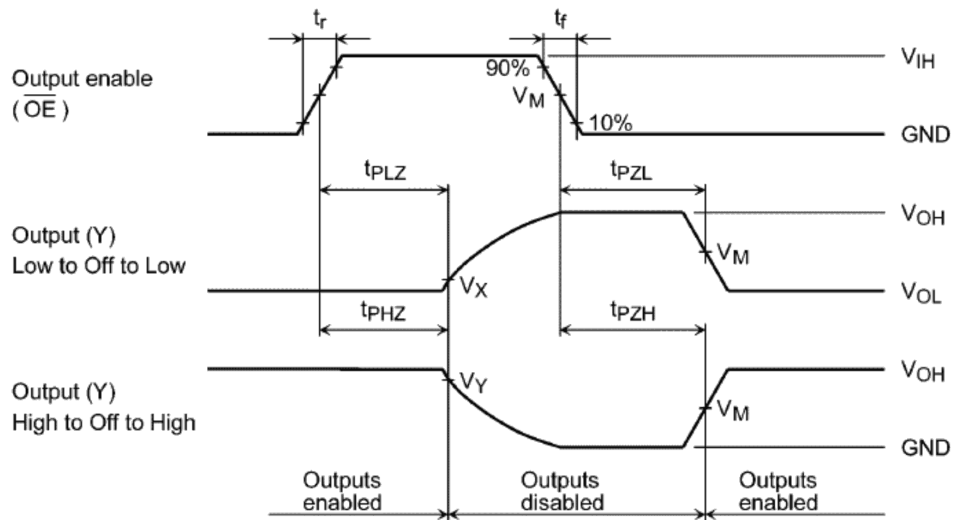 tr
tf
Output enable
( OE )
90%
VM
10%
VIH
GND
tPLZ
tPZL
Output (Y)
Low to Off to Low
VX
VM
VOH
VOL
tPHZ
tPZH
Output (Y)
High to Off to High
VY
VM
VOH
GND
Outputs
enabled
Outputs
disabled
Outputs
enabled